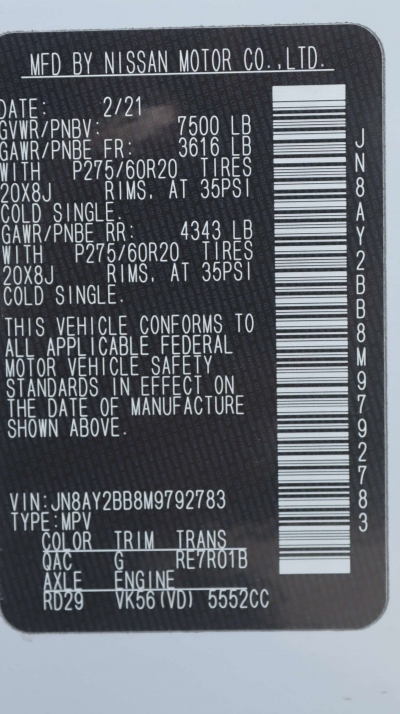 MFD BY NISSAN MOTOR CO.,LTD.
DATE: 2/21
GVWR/PNBV: 7500 LB
GAWR/PNBE FR: 3616 LB
WITH P275/60R20 TIRES
20X8J RIMS, AT 35PSI
COLD SINGLE.
GAWR/PNBE RR: 4343 LB
WITH P275/60R20 TIRES
20X8J RIMS, AT 35PSI
COLD SINGLE.
THIS VEHICLE CONFORMS TO
ALL APPLICABLE FEDERAL
MOTOR VEHICLE SAFETY
STANDARDS IN EFFECT ON
THE DATE OF MANUFACTURE
SHOWN ABOVE.
VIN:JN8AY2BB8M9792783
TYPE:MPV
COLOR TRIM TRANS
QAC G RE7R01B
AXLE ENGINE
RD29 VK56(VD) 5552CC
JN8AY2BB8M9792783